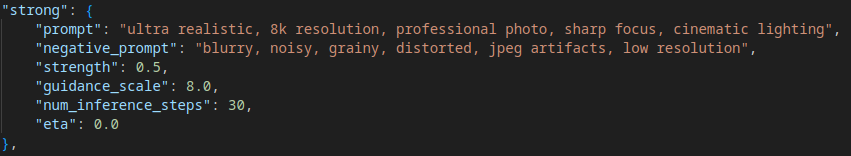 "strong": {
    "prompt": "ultra realistic, 8k resolution, professional photo, sharp focus, cinematic lighting",
    "negative_prompt": "blurry, noisy, grainy, distorted, jpeg artifacts, low resolution",
    "strength": 0.5,
    "guidance_scale": 8.0,
    "num_inference_steps": 30,
    "eta": 0.0
},